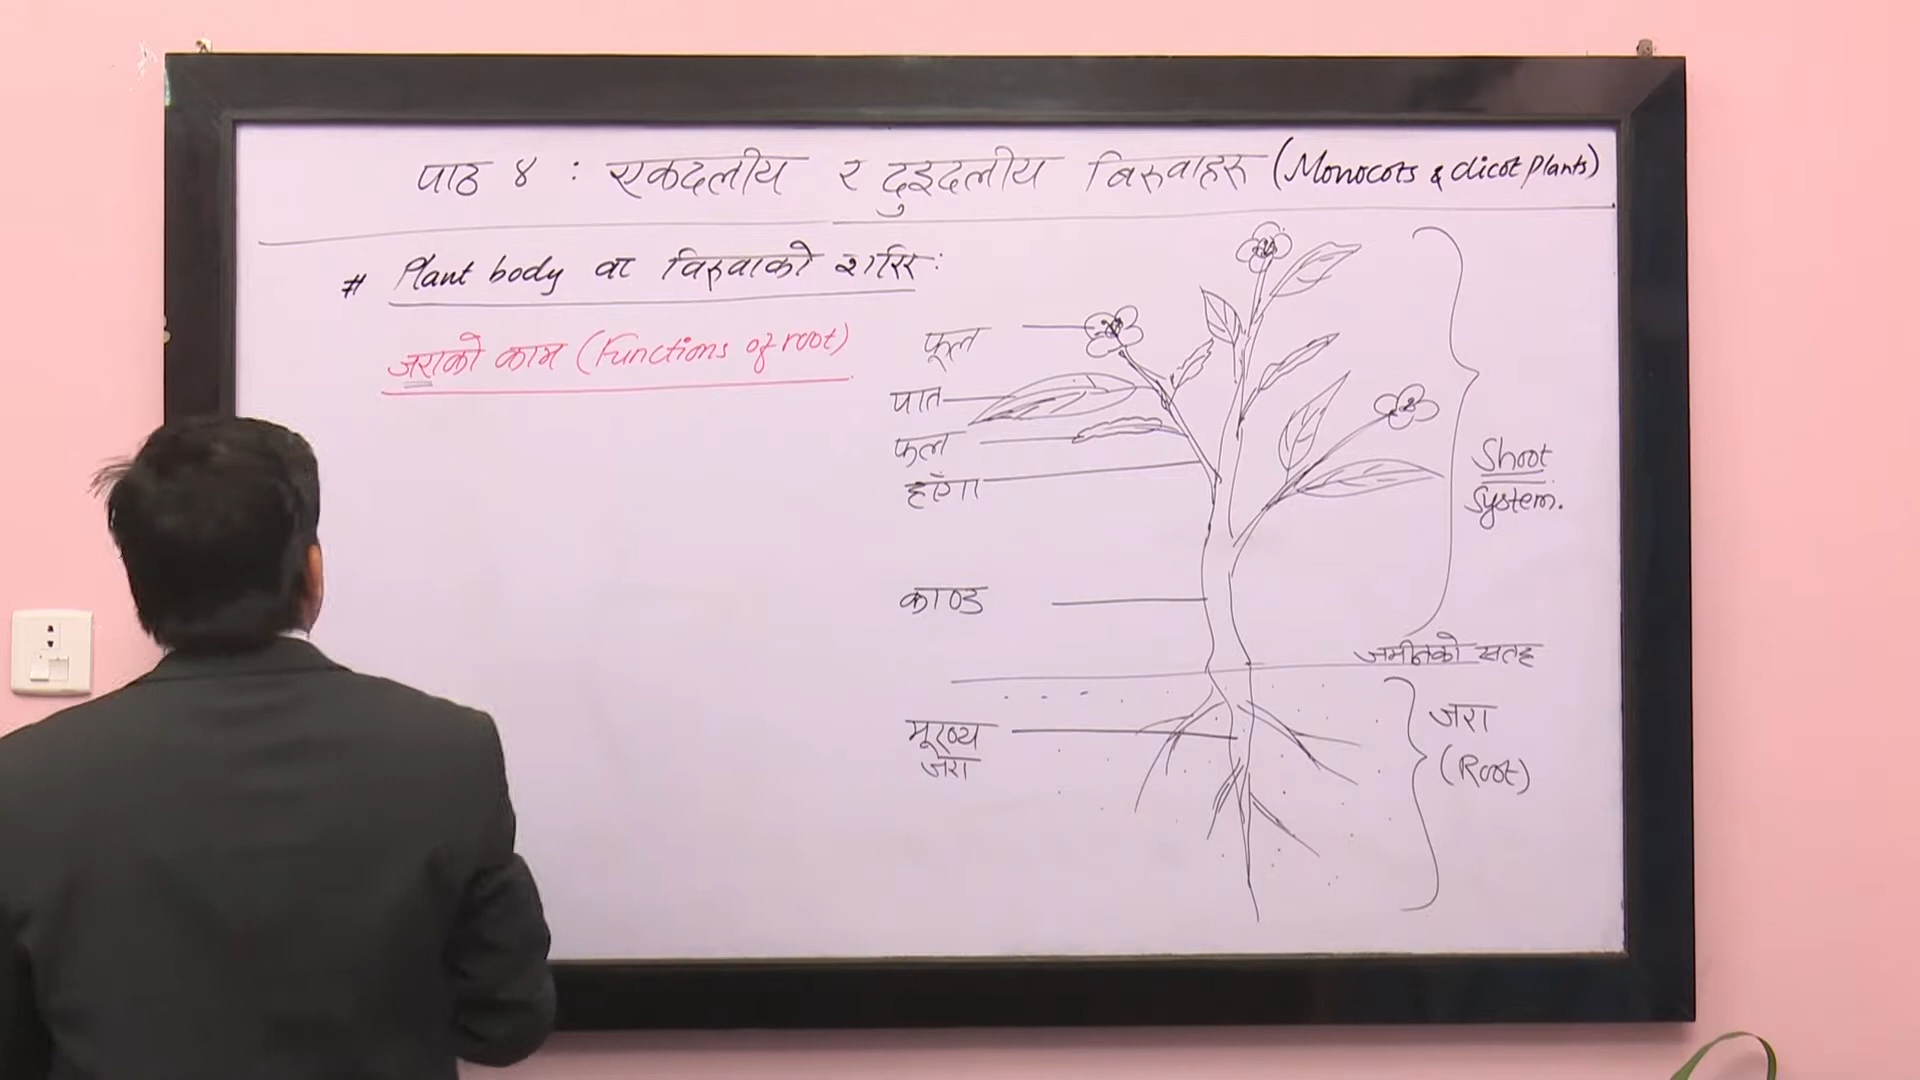 पाठ ४ : एकदलीय र दुइदलीय बिरुवाहरू (Monocots & dicot Plants)
# Plant body वा विरुवाको शरिर :
जराको काम (Functions of root)
फूल
पात
फल
हाँगा
काण्ड
मूख्य
जरा
Shoot
System.
जमीनको सतह
जरा
(Root)